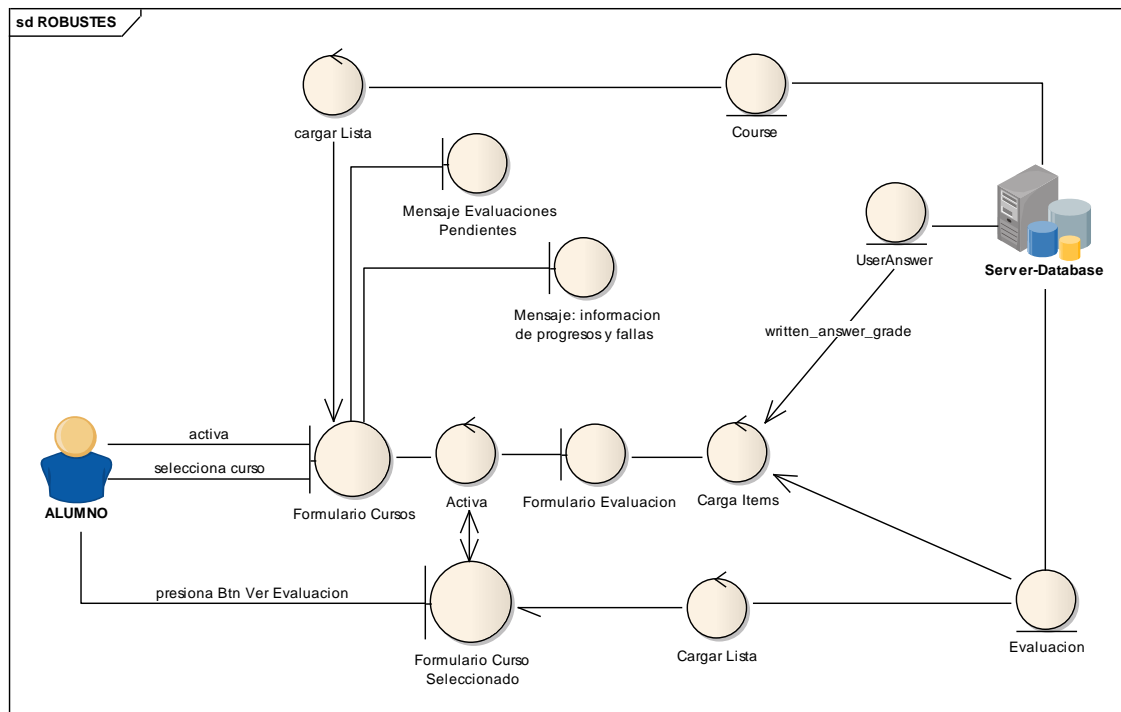 sd ROBUSTES
cargar Lista
Course
Mensaje Evaluaciones
Pendientes
UserAnswer
Server-Database
Mensaje: informacion
de progresos y fallas
written_answer_grade
activa
selecciona curso
ALUMNO
Formulario Cursos
Activa
Formulario Evaluacion
Carga Items
presiona Btn Ver Evaluacion
Formulario Curso
Seleccionado
Cargar Lista
Evaluacion